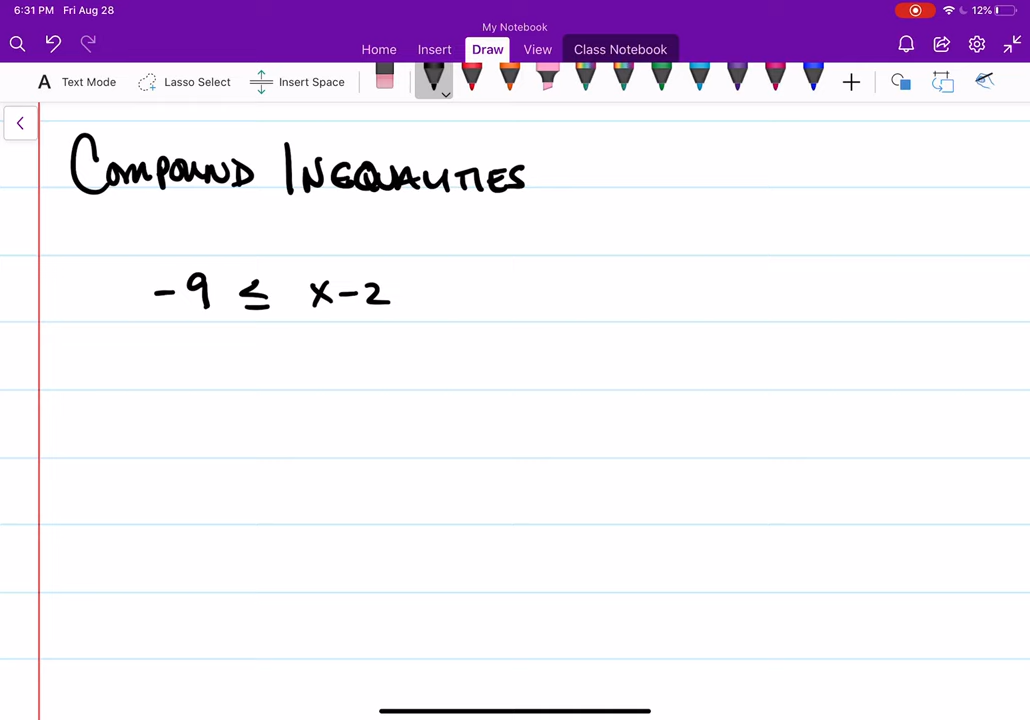 6:31 PM Fri Aug 28 12%
My Notebook
Home Insert Draw View Class Notebook
A Text Mode Lasso Select Insert Space
COMPOUND INEQUALITIES
-9 ≤ x-2